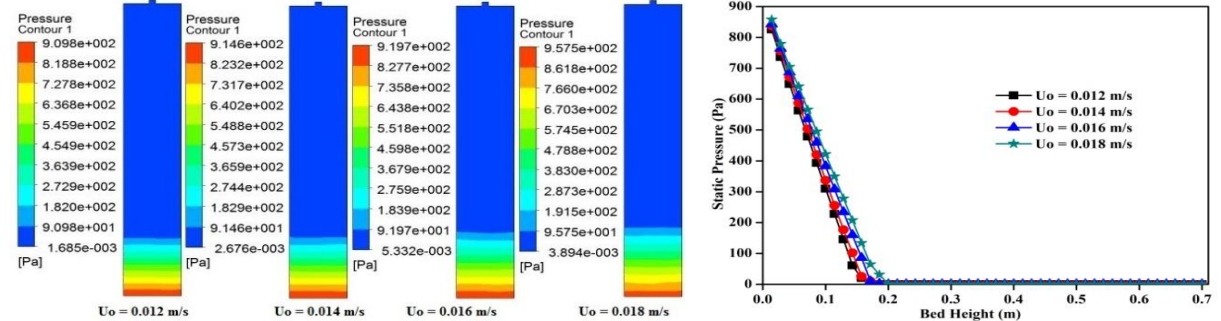 Pressure
Contour 1
9.098e+002
8.188e+002
7.278e+002
6.368e+002
5.459e+002
4.549e+002
3.639e+002
2.729e+002
1.820e+002
9.098e+001
1.685e-003
[Pa]
Uo = 0.012 m/s
Pressure
Contour 1
9.146e+002
8.232e+002
7.317e+002
6.402e+002
5.488e+002
4.573e+002
3.659e+002
2.744e+002
1.829e+002
9.146e+001
2.676e-003
[Pa]
Uo = 0.014 m/s
Pressure
Contour 1
9.197e+002
8.277e+002
7.358e+002
6.438e+002
5.518e+002
4.599e+002
3.679e+002
2.759e+002
1.839e+002
9.197e+001
5.332e-003
[Pa]
Uo = 0.016 m/s
Pressure
Contour 1
9.575e+002
8.618e+002
7.660e+002
6.703e+002
5.745e+002
4.788e+002
3.830e+002
2.873e+002
1.915e+002
9.575e+001
3.894e-003
[Pa]
Uo = 0.018 m/s
Static Pressure (Pa)
900
800
700
600
500
400
300
200
100
0
Uo = 0.012 m/s
Uo = 0.014 m/s
Uo = 0.016 m/s
Uo = 0.018 m/s
0.0 0.1 0.2 0.3 0.4 0.5 0.6 0.7
Bed Height (m)